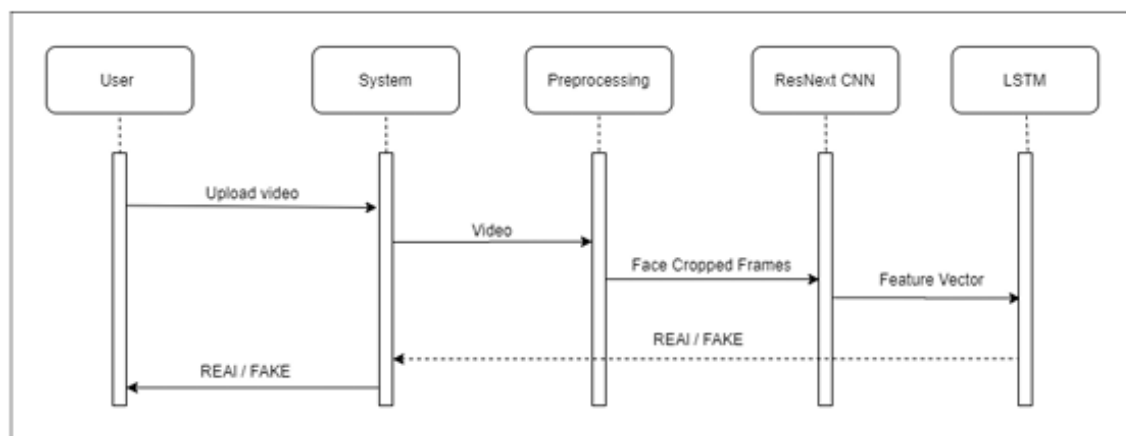 User
System
Preprocessing
ResNext CNN
LSTM
Upload video
Video
Face Cropped Frames
Feature Vector
REAl / FAKE
REAl / FAKE